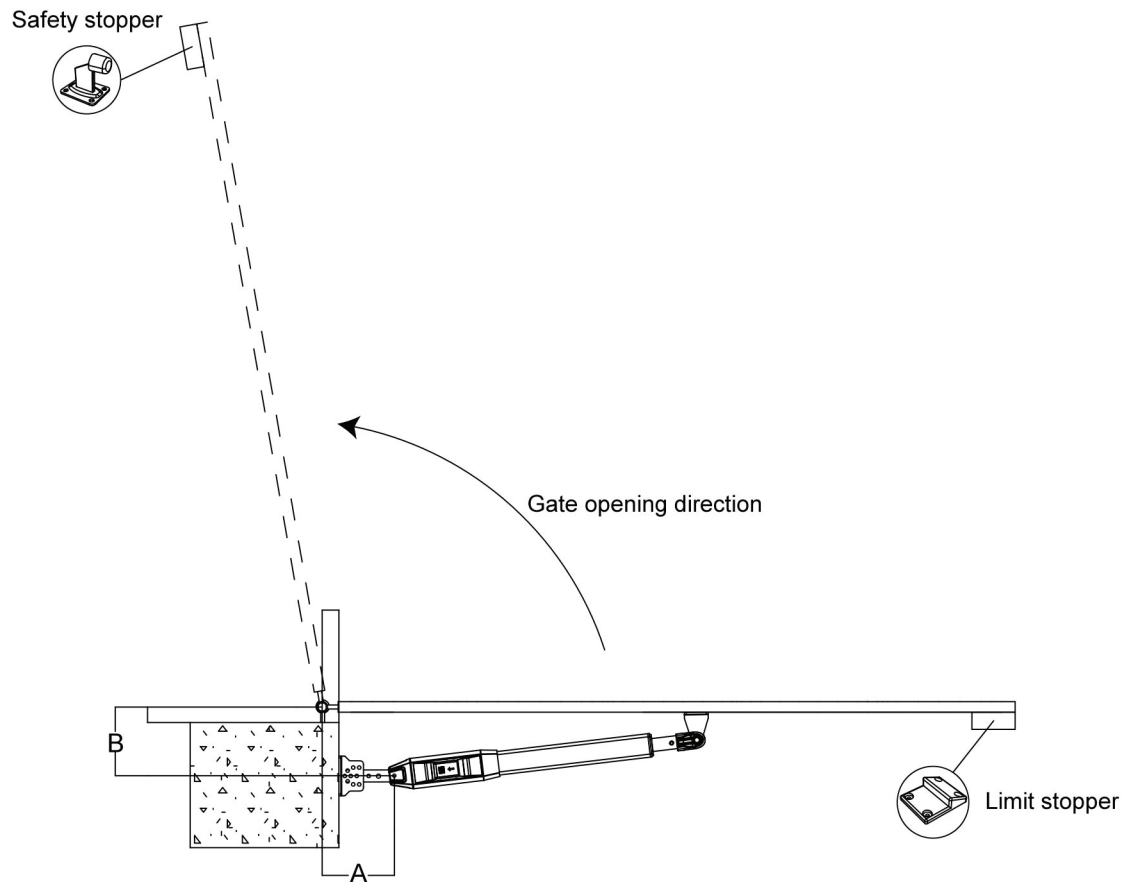 Safety stopper
Gate opening direction
B
Limit stopper
A